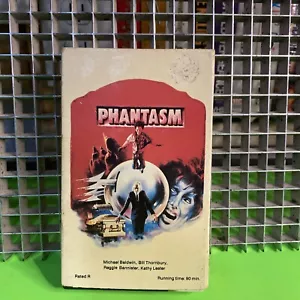 PHANTASM
Michael Baldwin, Bill Thornbury,
Reggie Bannister, Kathy Lester
Rated R
Running time: 90 min.